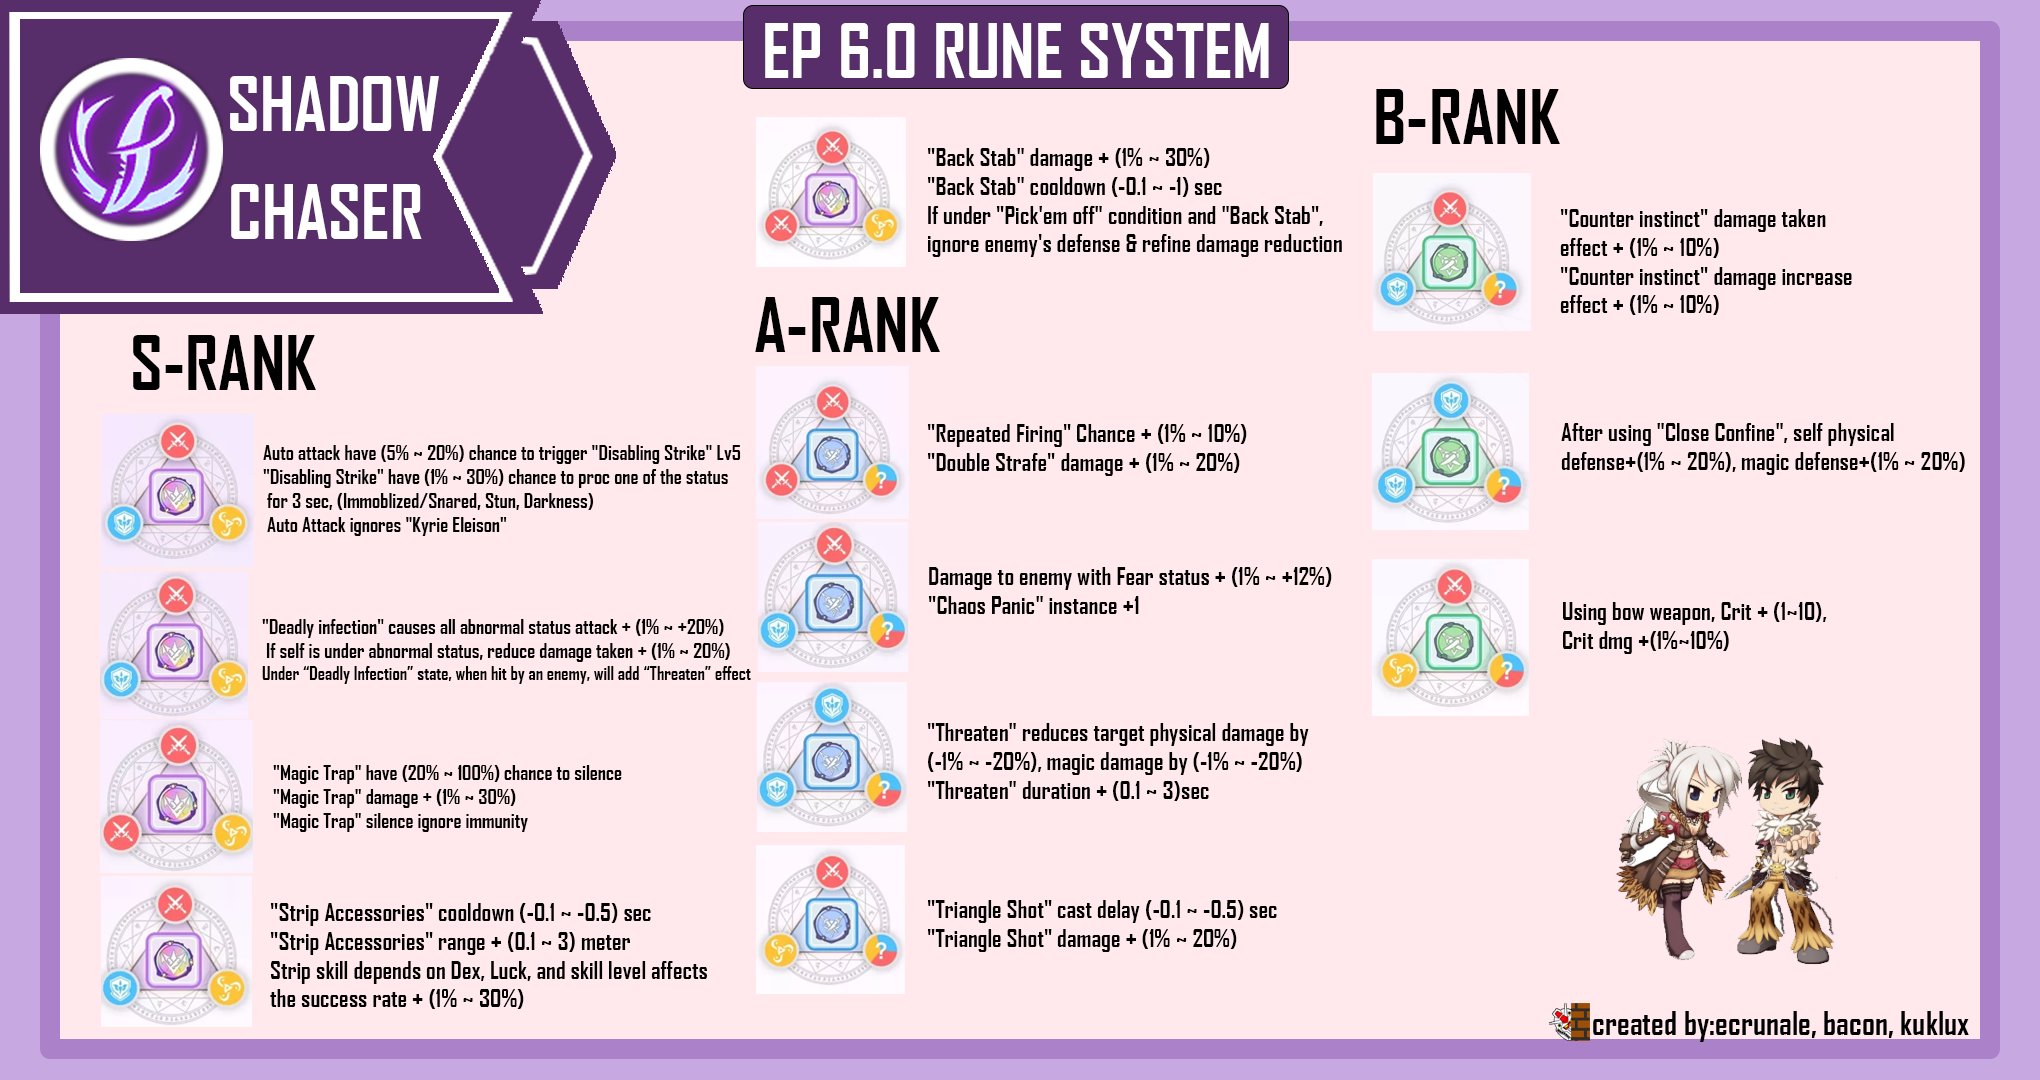 SHADOW
CHASER
EP 6.0 RUNE SYSTEM
S-RANK
Auto attack have (5% ~ 20%) chance to trigger "Disabling Strike" Lv5
"Disabling Strike" have (1% ~ 30%) chance to proc one of the status
for 3 sec, (Immoblized/Snared, Stun, Darkness)
Auto Attack ignores "Kyrie Eleison"
"Deadly infection" causes all abnormal status attack + (1% ~ +20%)
If self is under abnormal status, reduce damage taken + (1% ~ 20%)
Under “Deadly Infection” state, when hit by an enemy, will add “Threaten” effect
"Magic Trap" have (20% ~ 100%) chance to silence
"Magic Trap" damage + (1% ~ 30%)
"Magic Trap" silence ignore immunity
"Strip Accessories" cooldown (-0.1 ~ -0.5) sec
"Strip Accessories" range + (0.1 ~ 3) meter
Strip skill depends on Dex, Luck, and skill level affects
the success rate + (1% ~ 30%)
"Back Stab" damage + (1% ~ 30%)
"Back Stab" cooldown (-0.1 ~ -1) sec
If under "Pick'em off" condition and "Back Stab",
ignore enemy's defense & refine damage reduction
A-RANK
"Repeated Firing" Chance + (1% ~ 10%)
"Double Strafe" damage + (1% ~ 20%)
Damage to enemy with Fear status + (1% ~ +12%)
"Chaos Panic" instance +1
"Threaten" reduces target physical damage by
(-1% ~ -20%), magic damage by (-1% ~ -20%)
"Threaten" duration + (0.1 ~ 3)sec
"Triangle Shot" cast delay (-0.1 ~ -0.5) sec
"Triangle Shot" damage + (1% ~ 20%)
B-RANK
"Counter instinct" damage taken
effect + (1% ~ 10%)
"Counter instinct" damage increase
effect + (1% ~ 10%)
After using "Close Confine", self physical
defense+(1% ~ 20%), magic defense+(1% ~ 20%)
Using bow weapon, Crit + (1~10),
Crit dmg +(1%~10%)
created by:ecrunale, bacon, kuklux